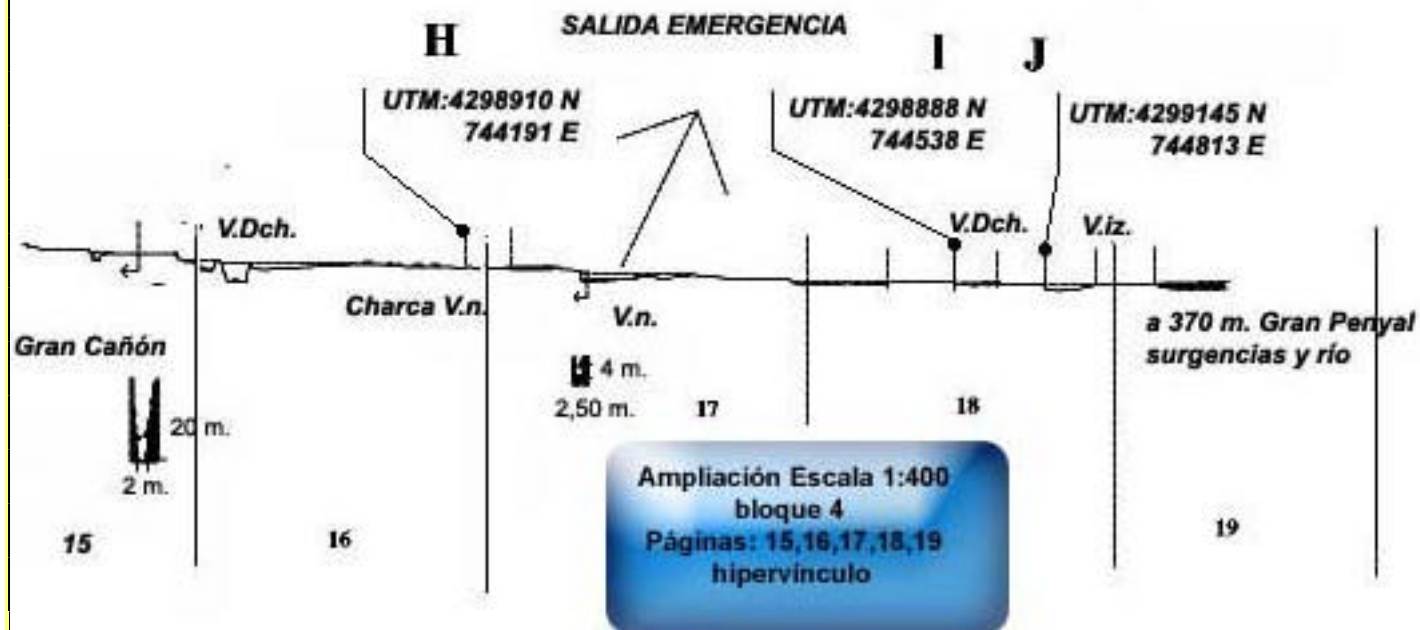 SALIDA EMERGENCIA
H
I
J
UTM:4298910 N
744191 E
UTM:4298888 N
744538 E
UTM:4299145 N
744813 E
V.Dch.
V.Dch.
V.iz.
Charca V.n.
V.n.
Gran Cañón
a 370 m. Gran Penyal
surgencias y río
4 m.
2,50 m.
20 m.
2 m.
15
16
17
18
19
Ampliación Escala 1:400
bloque 4
Páginas: 15,16,17,18,19
hipervínculo